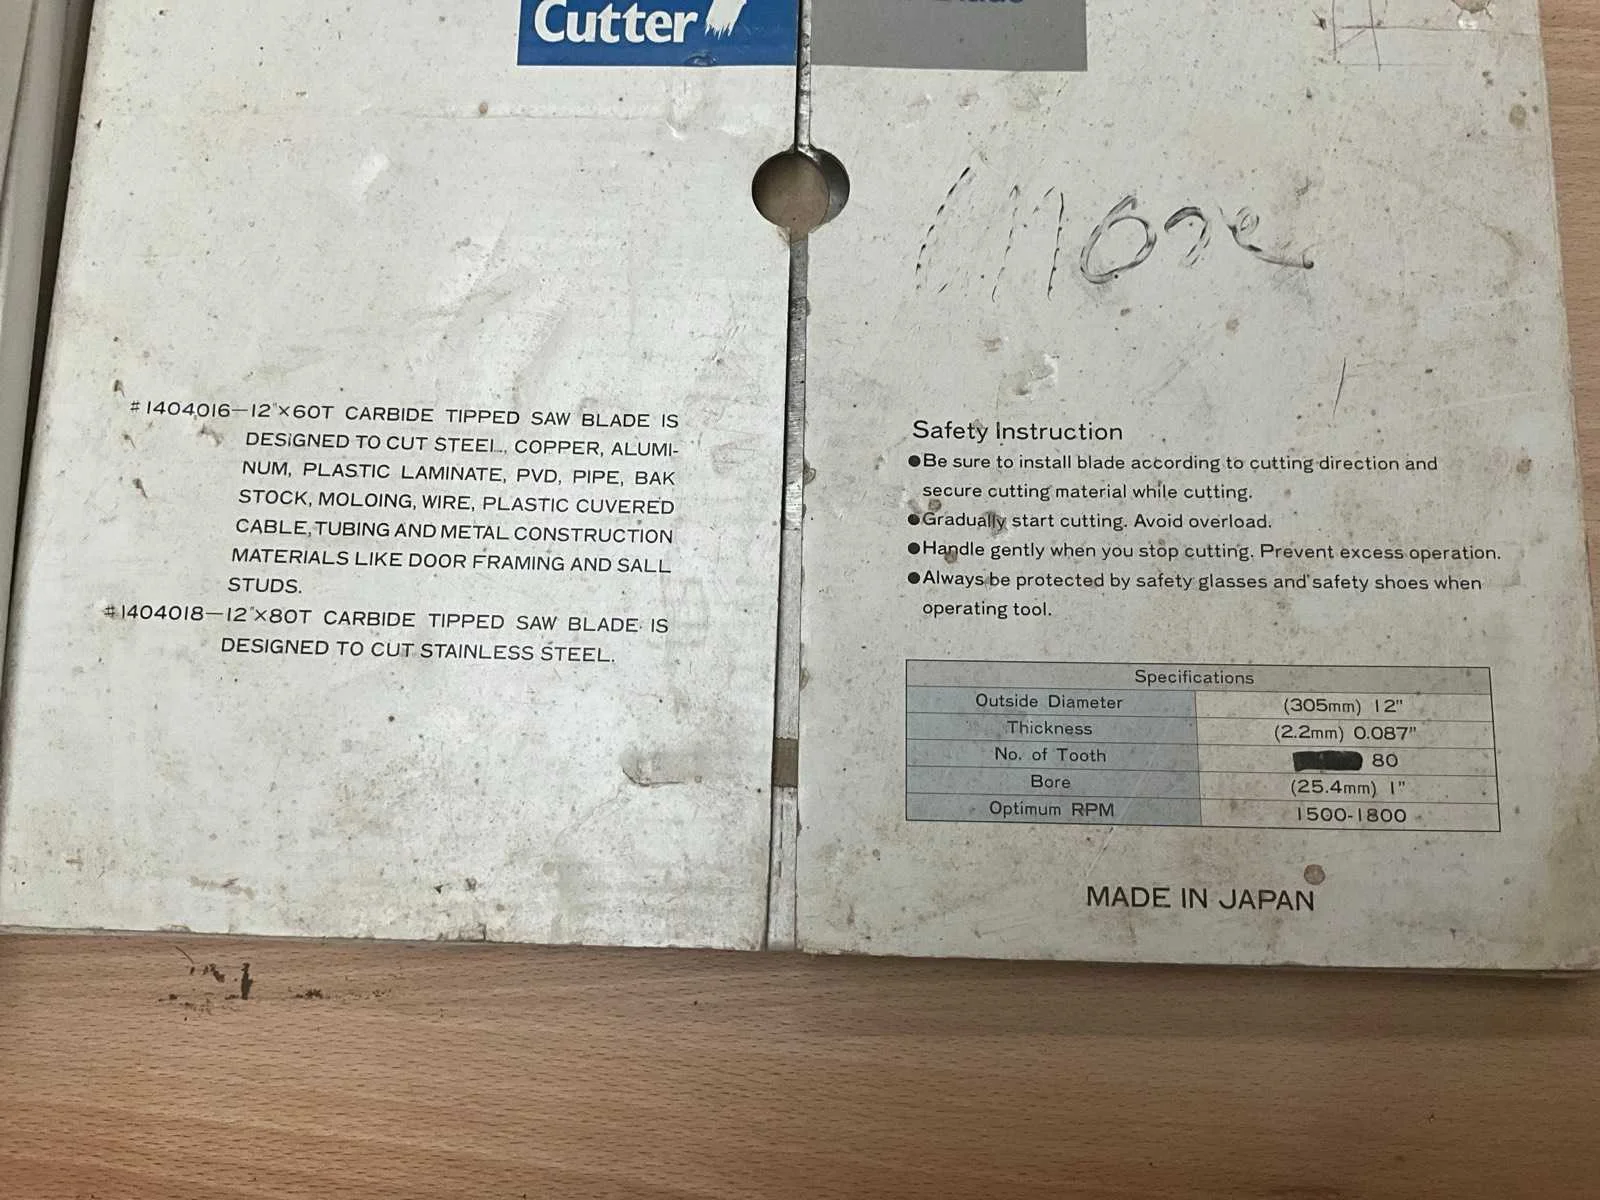 Cutter
#1404016—12"×60T CARBIDE TIPPED SAW BLADE IS
DESIGNED TO CUT STEEL, COPPER, ALUMI-
NUM, PLASTIC LAMINATE, PVD, PIPE, BAK
STOCK, MOLOING, WIRE, PLASTIC CUVERED
CABLE, TUBING AND METAL CONSTRUCTION
MATERIALS LIKE DOOR FRAMING AND SALL
STUDS.
#1404018—12"×80T CARBIDE TIPPED SAW BLADE IS
DESIGNED TO CUT STAINLESS STEEL.
Safety Instruction
●Be sure to install blade according to cutting direction and
secure cutting material while cutting.
●Gradually start cutting. Avoid overload.
●Handle gently when you stop cutting. Prevent excess operation.
●Always be protected by safety glasses and safety shoes when
operating tool.
Specifications
Outside Diameter (305mm) 12"
Thickness (2.2mm) 0.087"
No. of Tooth 80
Bore (25.4mm) 1"
Optimum RPM 1500-1800
MADE IN JAPAN